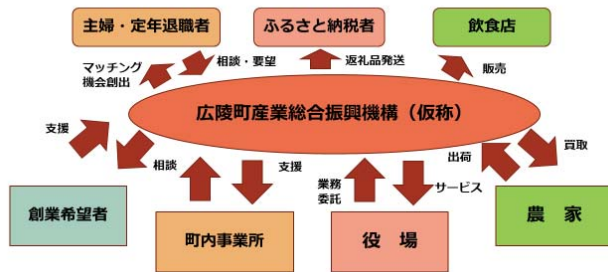 主婦・定年退職者
ふるさと納税者
飲食店
マッチング
機会創出
相談・要望
返礼品発送
販売
広陵町産業総合振興機構（仮称）
支援
相談
支援
業務
委託
サービス
出荷
買取
創業希望者
町内事業所
役 場
農 家